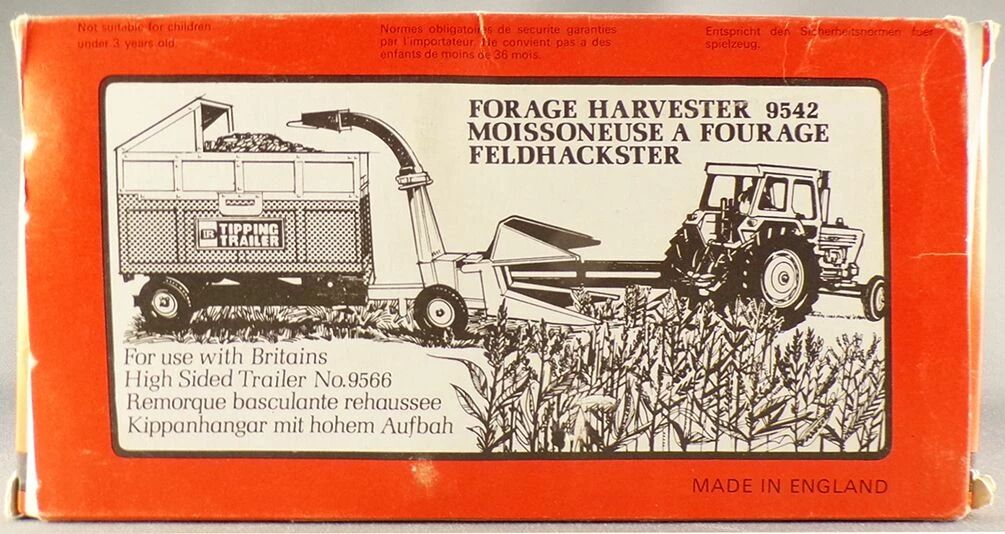 Not suitable for children
under 3 years old.
Normes obligatoires de securite garanties
par l'importateur. Ne convient pas a des
enfants de moins de 36 mois.
Entspricht den Sicherheitsnormen fuer
spielzeug.
FORAGE HARVESTER 9542
MOISSONEUSE A FOURAGE
FELDHACKSTER
TIPPING
TRAILER
For use with Britains
High Sided Trailer No.9566
Remorque basculante rehaussee
Kippanhangar mit hohem Aufbah
MADE IN ENGLAND